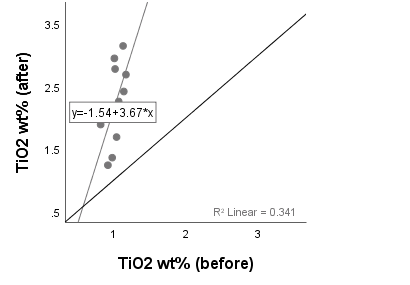 3.5
2.5
1.5
.5
TiO2 wt% (after)
y=-1.54+3.67*x
R² Linear = 0.341
1 2 3
TiO2 wt% (before)